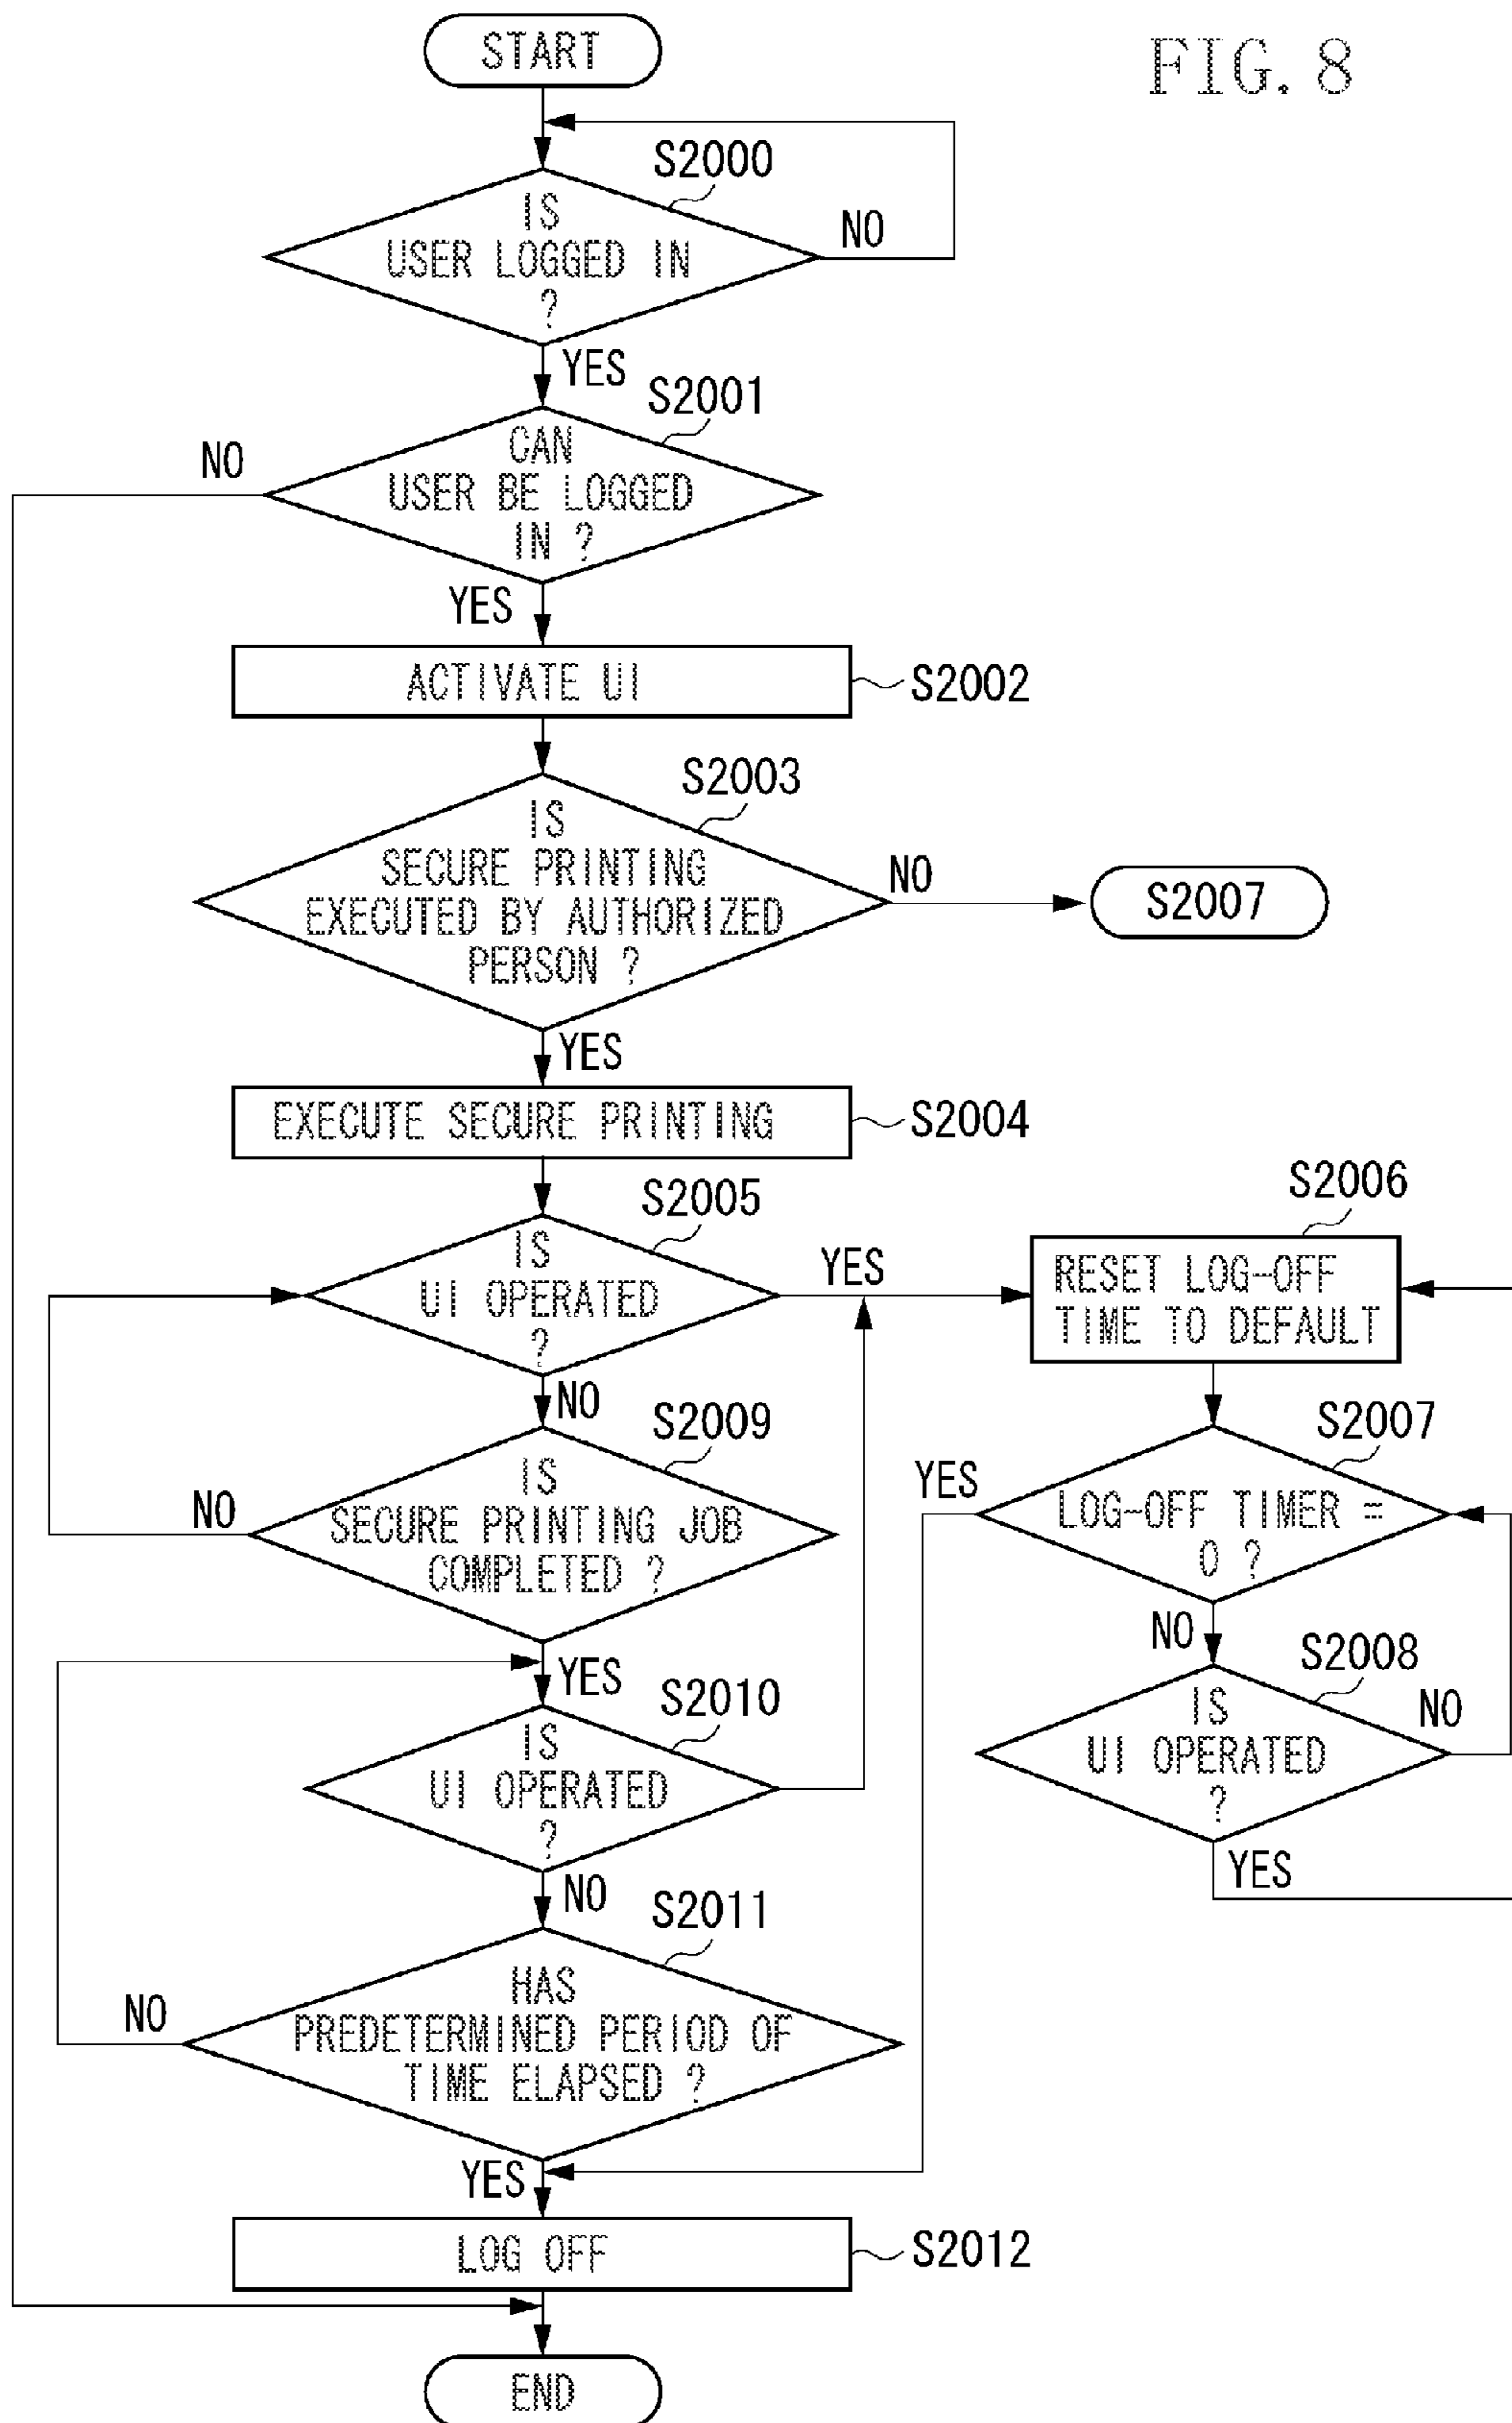 FIG. 8
START
S2000
IS
USER LOGGED IN
?
NO
YES
S2001
CAN
USER BE LOGGED
IN ?
NO
YES
ACTIVATE UI
S2002
S2003
IS
SECURE PRINTING
EXECUTED BY AUTHORIZED
PERSON ?
NO
S2007
YES
EXECUTE SECURE PRINTING
S2004
S2005
IS
UI OPERATED
?
YES
NO
S2006
RESET LOG-OFF
TIME TO DEFAULT
S2007
LOG-OFF TIMER =
0 ?
YES
NO
S2008
IS
UI OPERATED
?
NO
YES
S2009
IS
SECURE PRINTING JOB
COMPLETED ?
NO
YES
S2010
IS
UI OPERATED
?
NO
S2011
HAS
PREDETERMINED PERIOD OF
TIME ELAPSED ?
NO
YES
LOG OFF
S2012
END